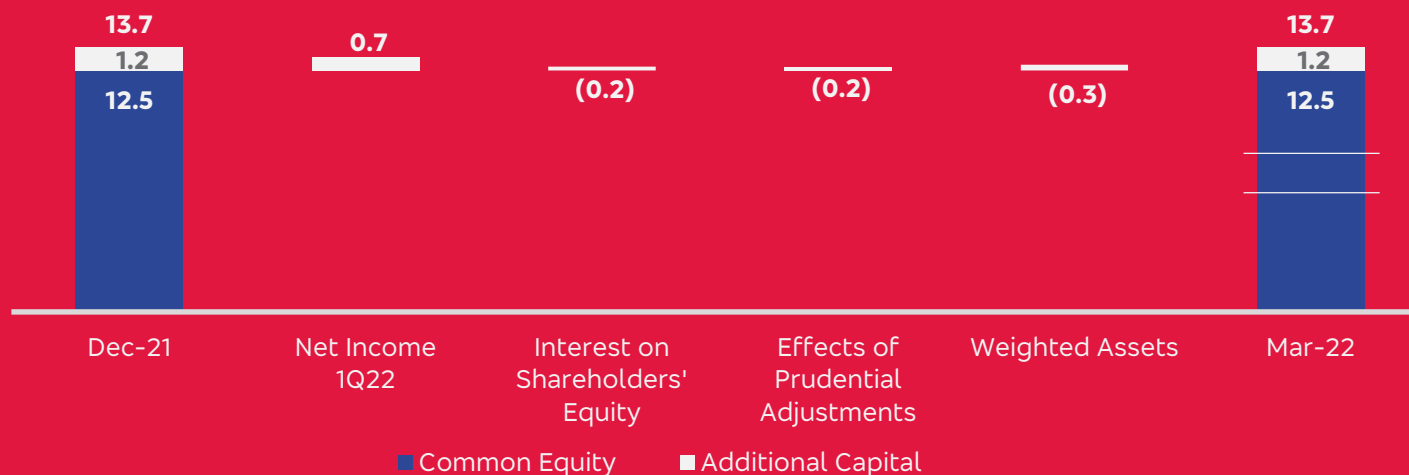 13.7
1.2
12.5
0.7
(0.2)
(0.2)
(0.3)
13.7
1.2
12.5
Dec-21
Net Income
1Q22
Interest on
Shareholders'
Equity
Effects of
Prudential
Adjustments
Weighted Assets
Mar-22
Common Equity
Additional Capital